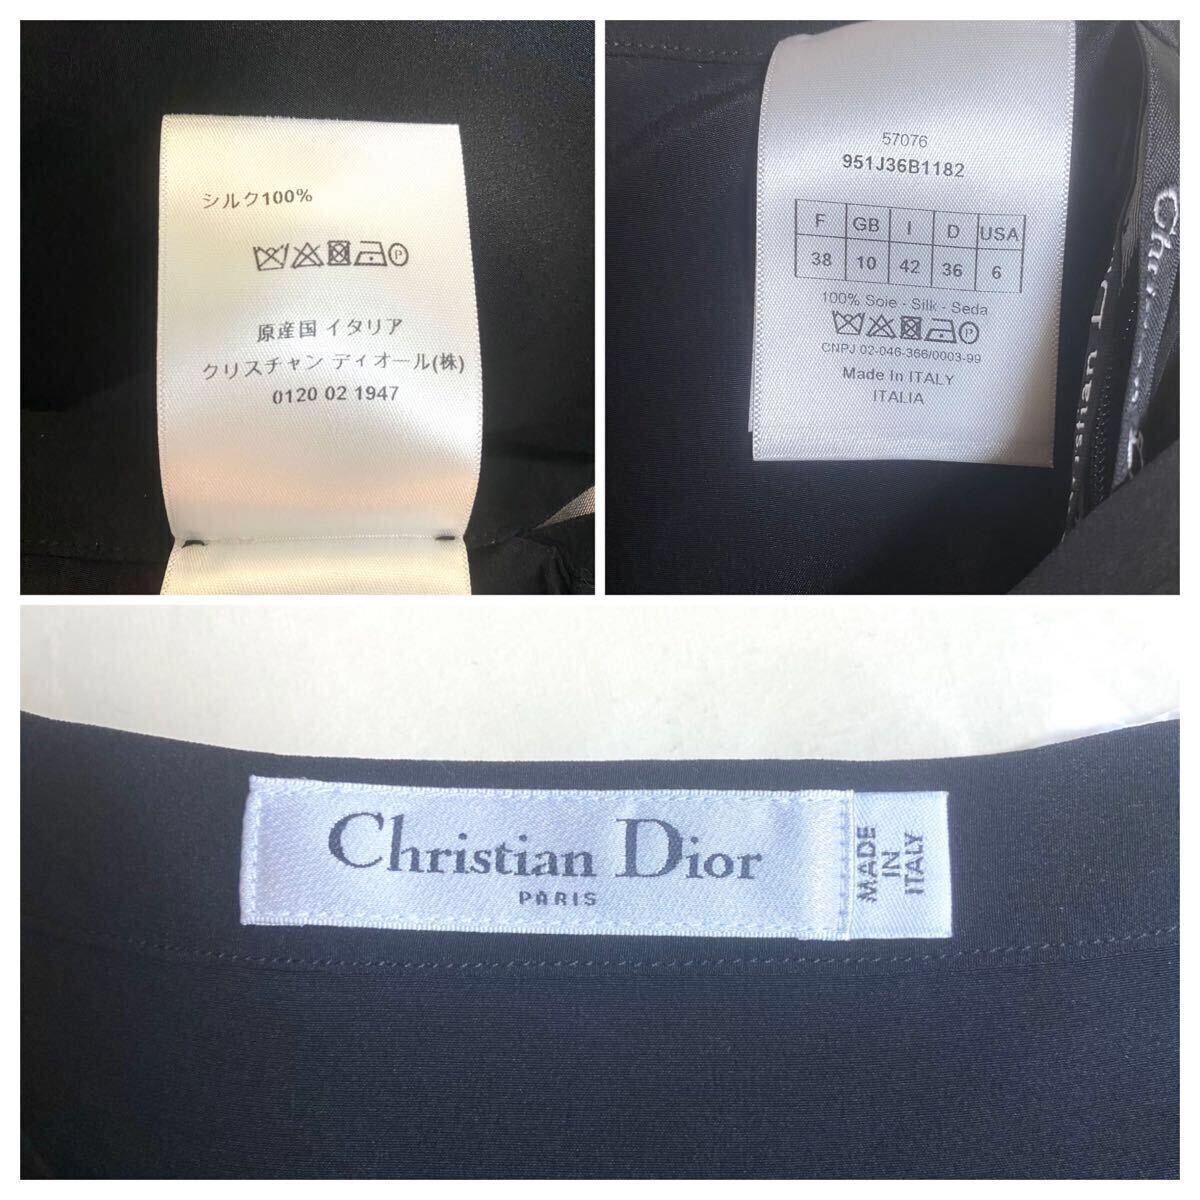 シルク100%
原産国 イタリア
クリスチャン ディオール(株)
0120 02 1947
57076
951J36B1182
F GB I D USA
38 10 42 36 6
100% Soie - Silk - Seda
CNPJ 02-046-366/0003-99
Made In ITALY
ITALIA
Christian Dior
PARIS
MADE
IN
ITALY